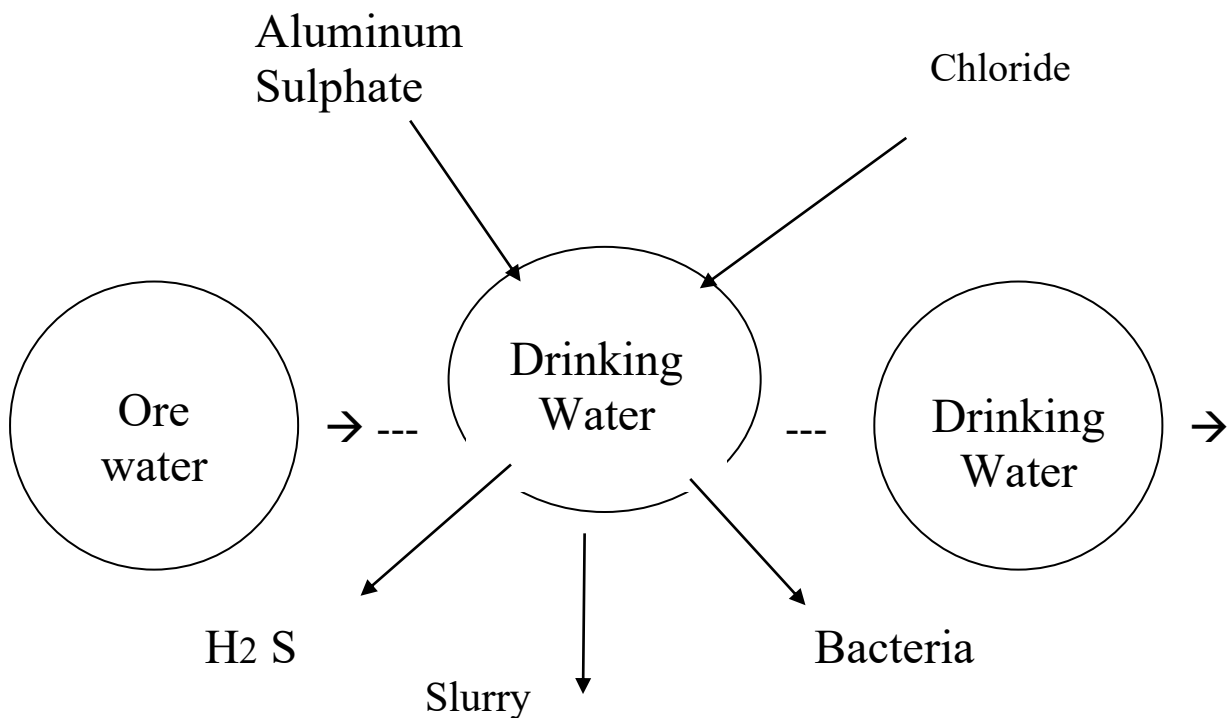 Aluminum
Sulphate
Chloride
Ore
water
→ ---
Drinking
Water
---
Drinking
Water
→
H2 S
Slurry
Bacteria